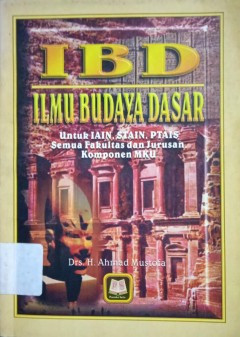 IBD
ILMU BUDAYA DASAR
Untuk IAIN, STAIN, PTAIS
Semua Fakultas dan Jurusan
Komponen MKU
Drs. H. Ahmad Mustofa